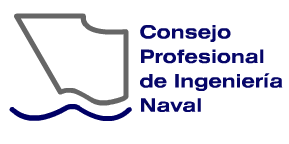 Consejo
Profesional
de Ingeniería
Naval